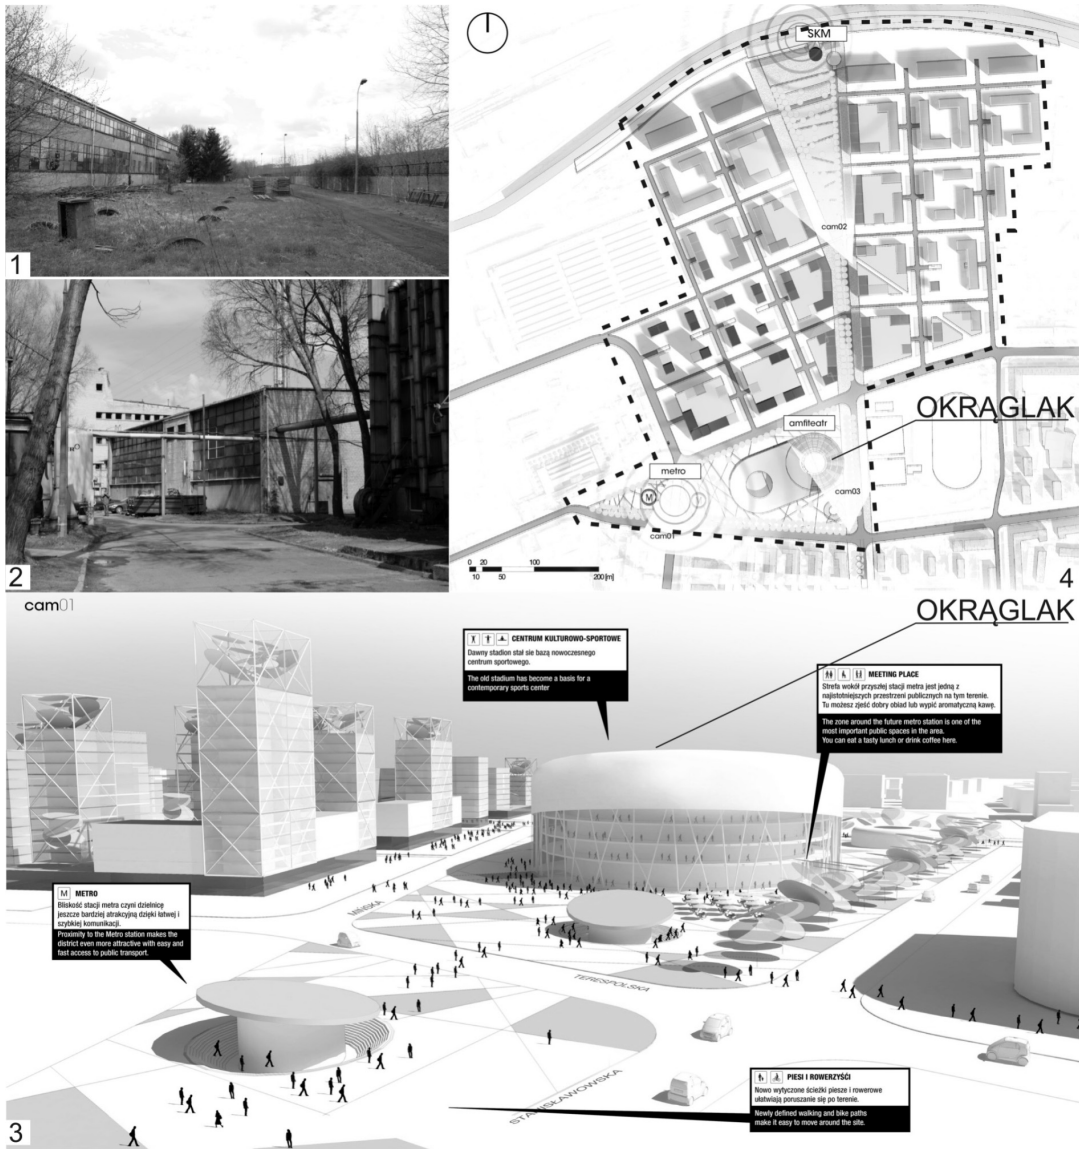 1
2
SKM
cam02
OKRĄGLAK
amfiteatr
metro
M
cam03
cam01
0 20 100
10 50 200 [m]
4
cam01
OKRĄGLAK
CENTRUM KULTUROWO-SPORTOWE
Dawny stadion stał sie bazą nowoczesnego
centrum sportowego.
The old stadium has become a basis for a
contemporary sports center
MEETING PLACE
Strefa wokół przyszłej stacji metra jest jedną z
najistotniejszych przestrzeni publicznych na tym terenie.
Tu możesz zjeść dobry obiad lub wypić aromatyczną kawę.
The zone around the future metro station is one of the
most important public spaces in the area.
You can eat a tasty lunch or drink coffee here.
M METRO
Bliskość stacji metra czyni dzielnicę
jeszcze bardziej atrakcyjną dzięki łatwej i
szybkiej komunikacji.
Proximity to the Metro station makes the
district even more attractive with easy and
fast access to public transport.
MIŃSKA
TERESPOLSKA
STANISŁAWOWSKA
PIESI I ROWERZYŚĆI
Nowo wytyczone ścieżki piesze i rowerowe
ułatwiają poruszanie się po terenie.
Newly defined walking and bike paths
make it easy to move around the site.
3